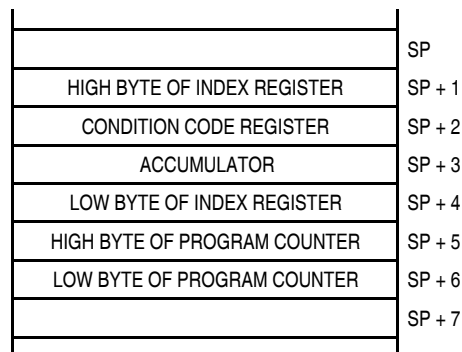 SP
HIGH BYTE OF INDEX REGISTER SP + 1
CONDITION CODE REGISTER SP + 2
ACCUMULATOR SP + 3
LOW BYTE OF INDEX REGISTER SP + 4
HIGH BYTE OF PROGRAM COUNTER SP + 5
LOW BYTE OF PROGRAM COUNTER SP + 6
SP + 7